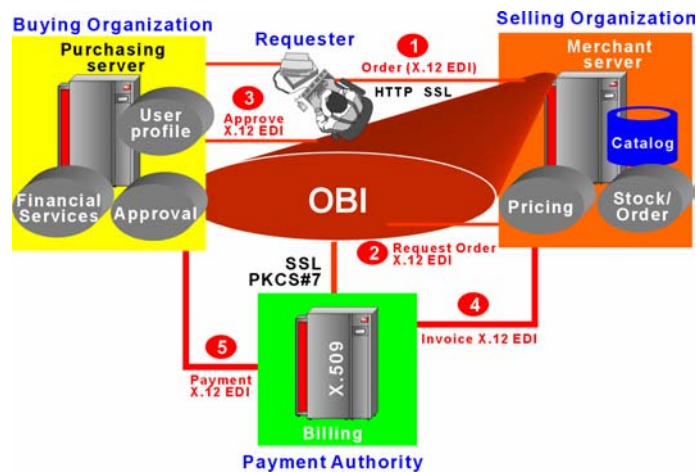 Buying Organization
Selling Organization
Requester
Purchasing
server
1
Order (X.12 EDI)
HTTP SSL
Merchant
server
3
Approve
X.12 EDI
User
profile
Catalog
Financial
Services
Approval
OBI
Pricing
Stock/
Order
2
Request Order
X.12 EDI
SSL
PKCS#7
4
Invoice X.12 EDI
5
Payment
X.12 EDI
X.509
Billing
Payment Authority